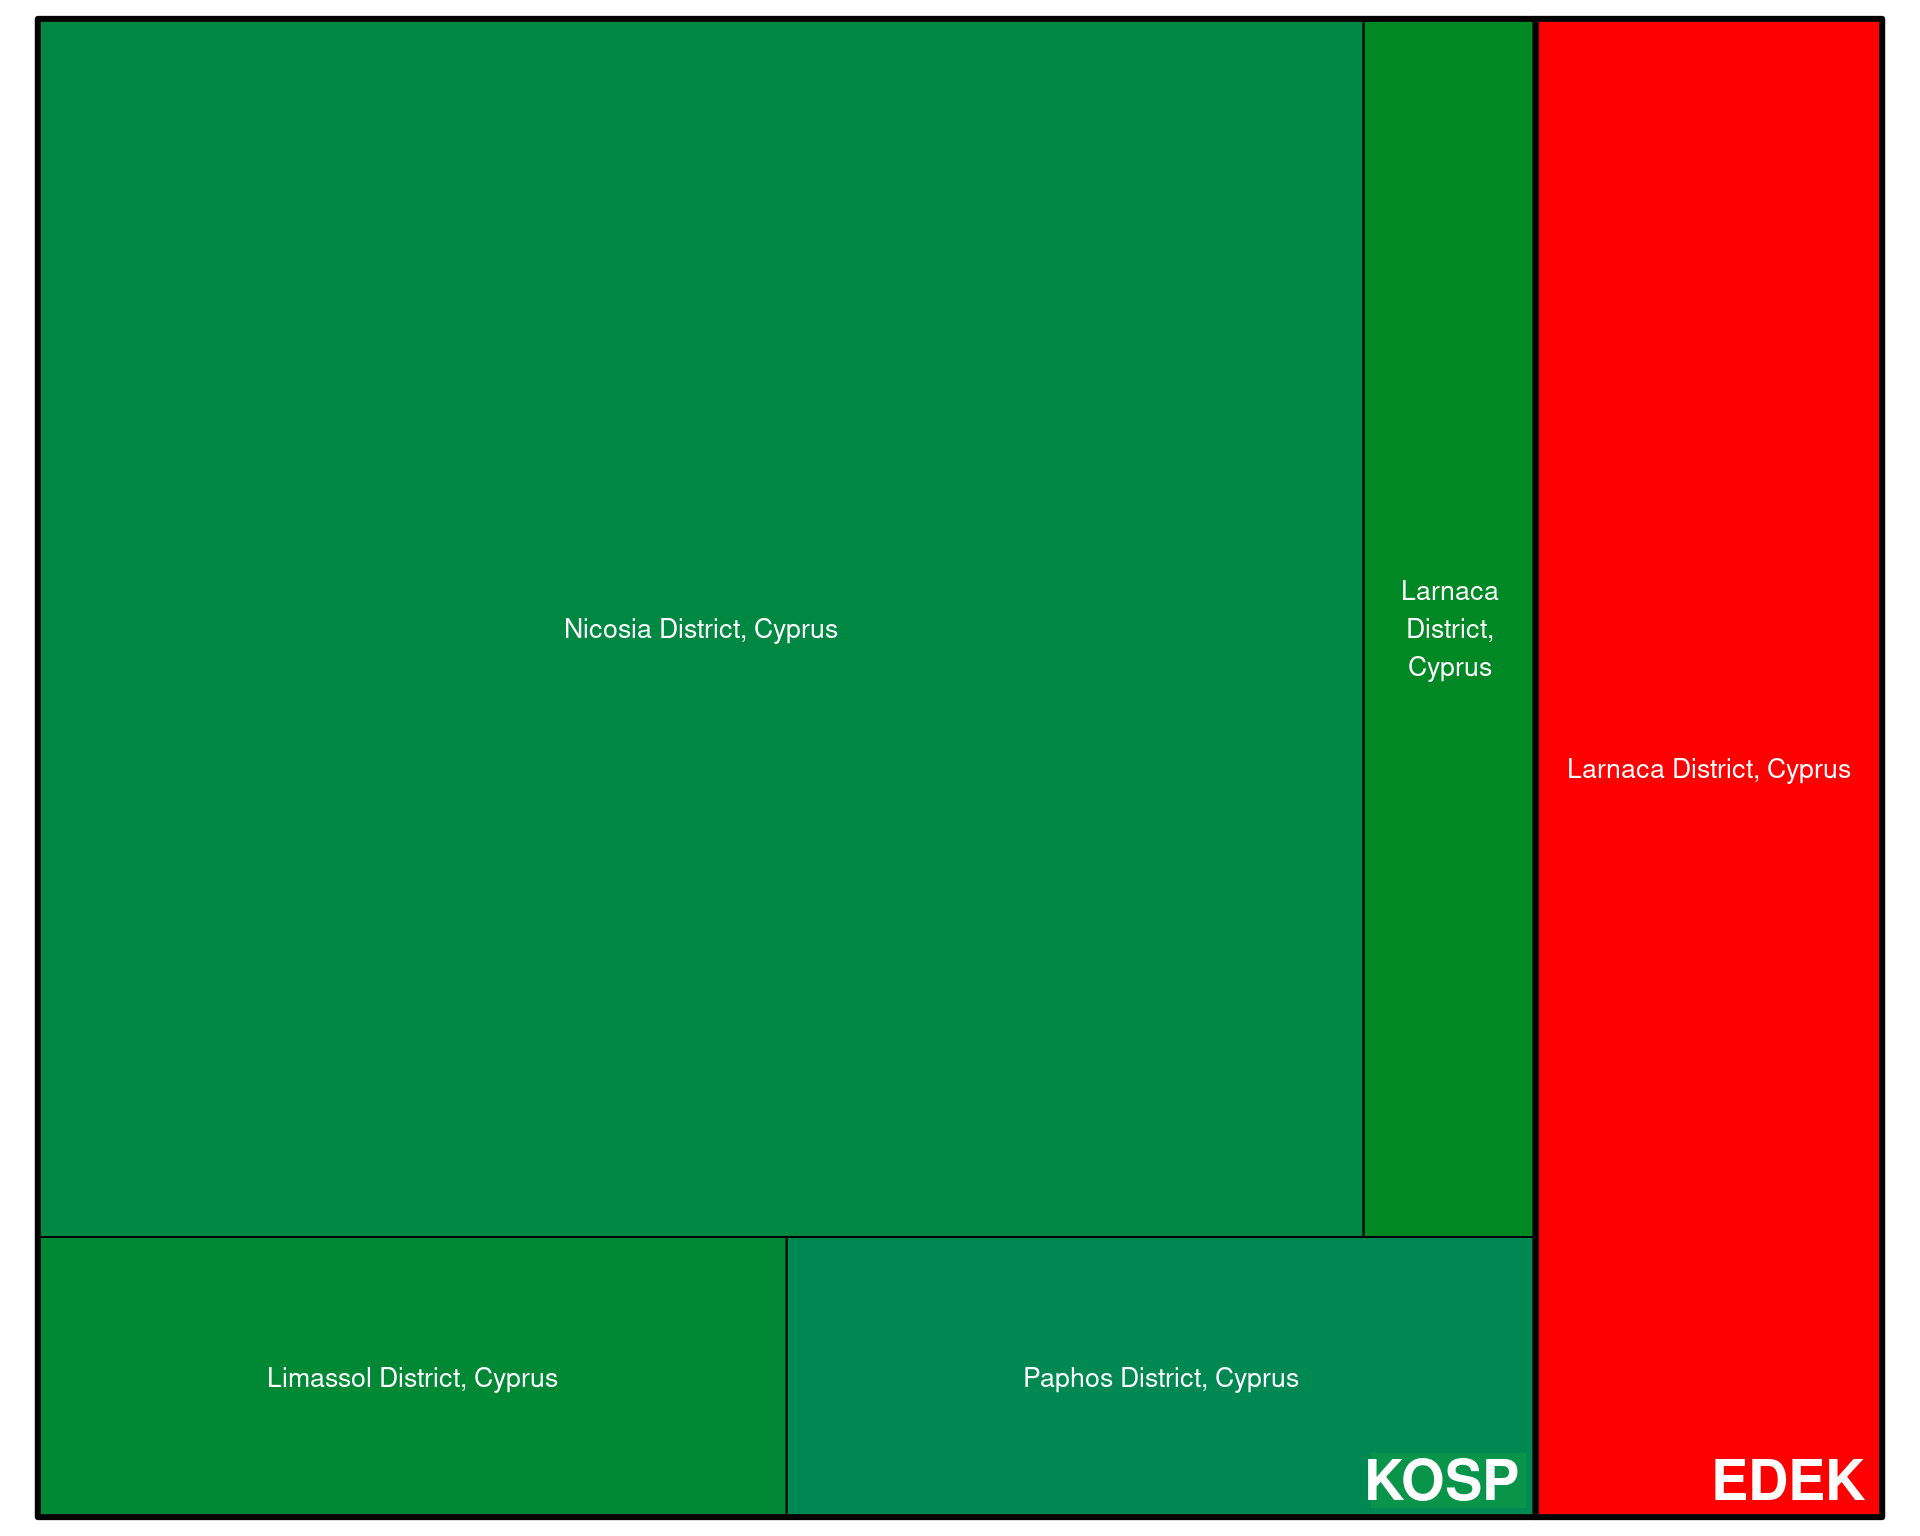 Nicosia District, Cyprus
Larnaca
District,
Cyprus
Larnaca District, Cyprus
Limassol District, Cyprus
Paphos District, Cyprus
KOSP
EDEK